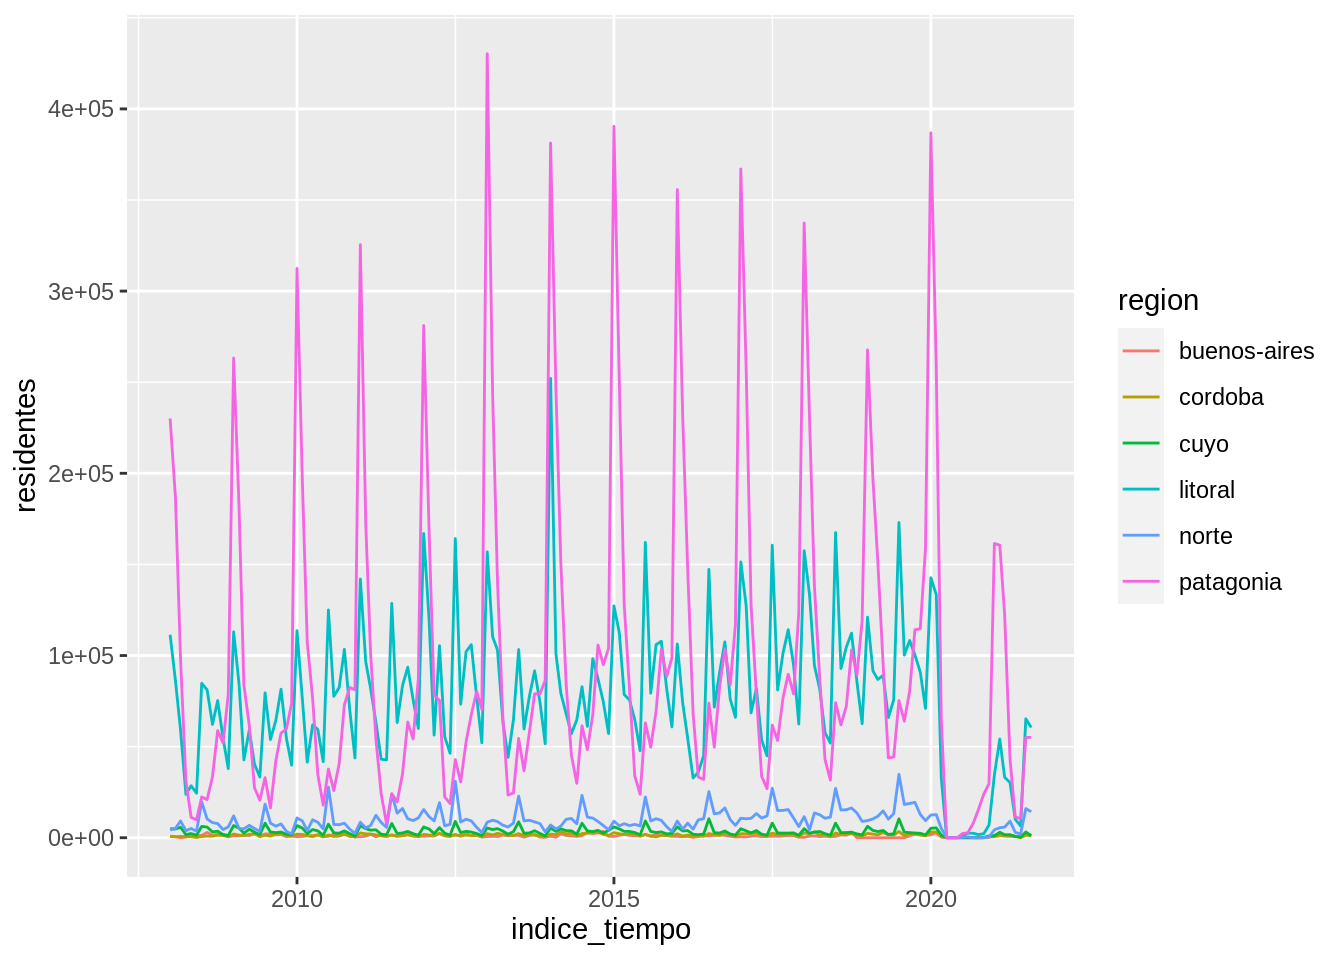 4e+05
3e+05
2e+05
1e+05
0e+00
residentes
2010
2015
2020
indice_tiempo
region
buenos-aires
cordoba
cuyo
litoral
norte
patagonia